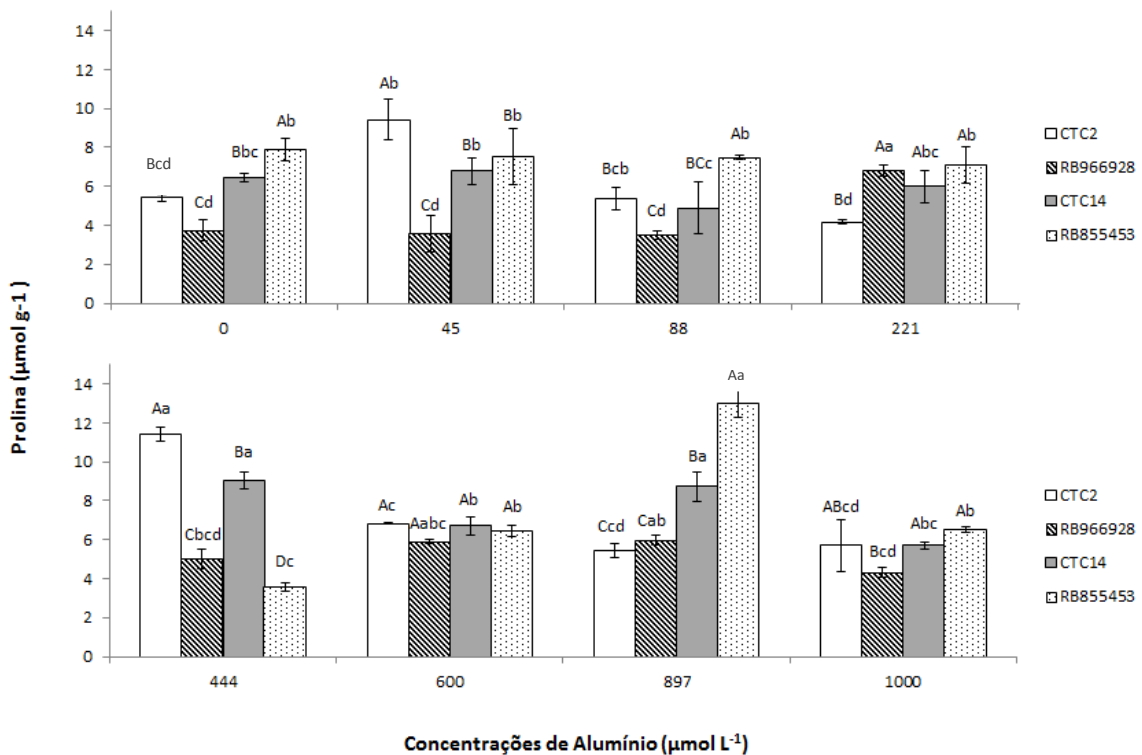 14
12
10
8
6
4
2
0
Bcd
Cd
Bbc
Ab
Ab
Cd
Bb
Bb
Bcb
Cd
BCc
Ab
Bd
Aa
Abc
Ab
0
45
88
221
CTC2
RB966928
CTC14
RB855453
Prolina (µmol g-1 )
14
12
10
8
6
4
2
0
Aa
Cbcd
Ba
Dc
Ac
Aabc
Ab
Ab
Ccd
Cab
Ba
Aa
ABcd
Bcd
Abc
Ab
444
600
897
1000
CTC2
RB966928
CTC14
RB855453
Concentrações de Alumínio (µmol L⁻¹)